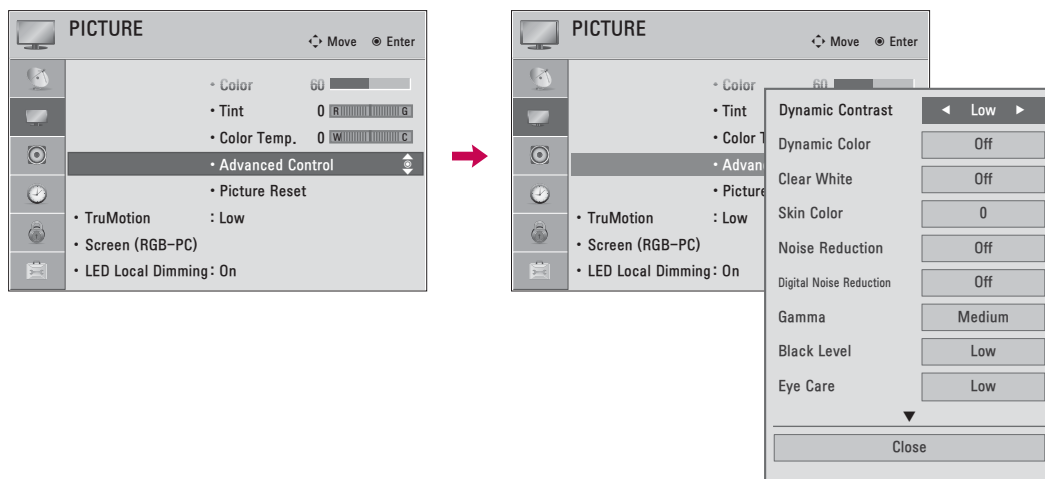 PICTURE
Move Enter
• Color 60
• Tint 0 R G
• Color Temp. 0 W C
• Advanced Control
• Picture Reset
• TruMotion : Low
• Screen (RGB-PC)
• LED Local Dimming : On
PICTURE
Move Enter
• Color 60
• Tint
• Color T
• Advan
• Picture
• TruMotion : Low
• Screen (RGB-PC)
• LED Local Dimming : On
Dynamic Contrast ◀ Low ▶
Dynamic Color Off
Clear White Off
Skin Color 0
Noise Reduction Off
Digital Noise Reduction Off
Gamma Medium
Black Level Low
Eye Care Low
▼
Close